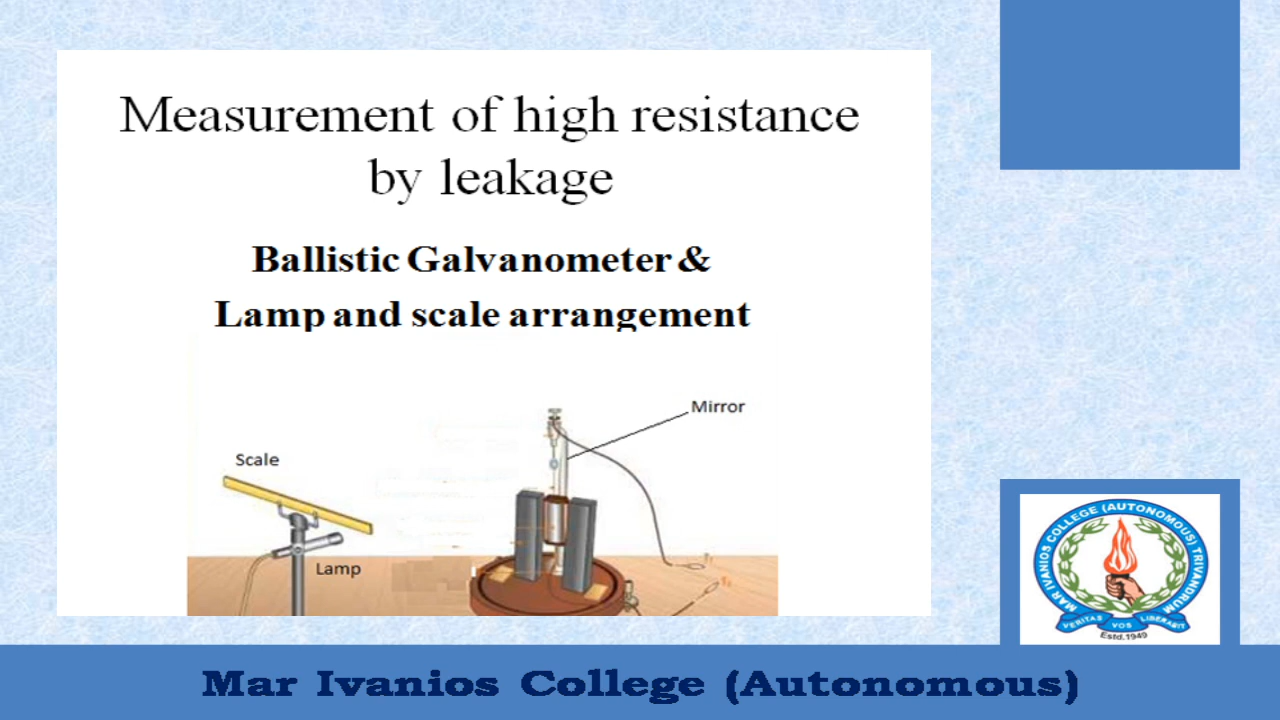 Measurement of high resistance
by leakage
Ballistic Galvanometer &
Lamp and scale arrangement
Mirror
Scale
Lamp
MAR IVANIOS COLLEGE (AUTONOMOUS) TRIVANDRUM
VERITAS VOS LIBERABIT
Estd.1949
Mar Ivanios College (Autonomous)